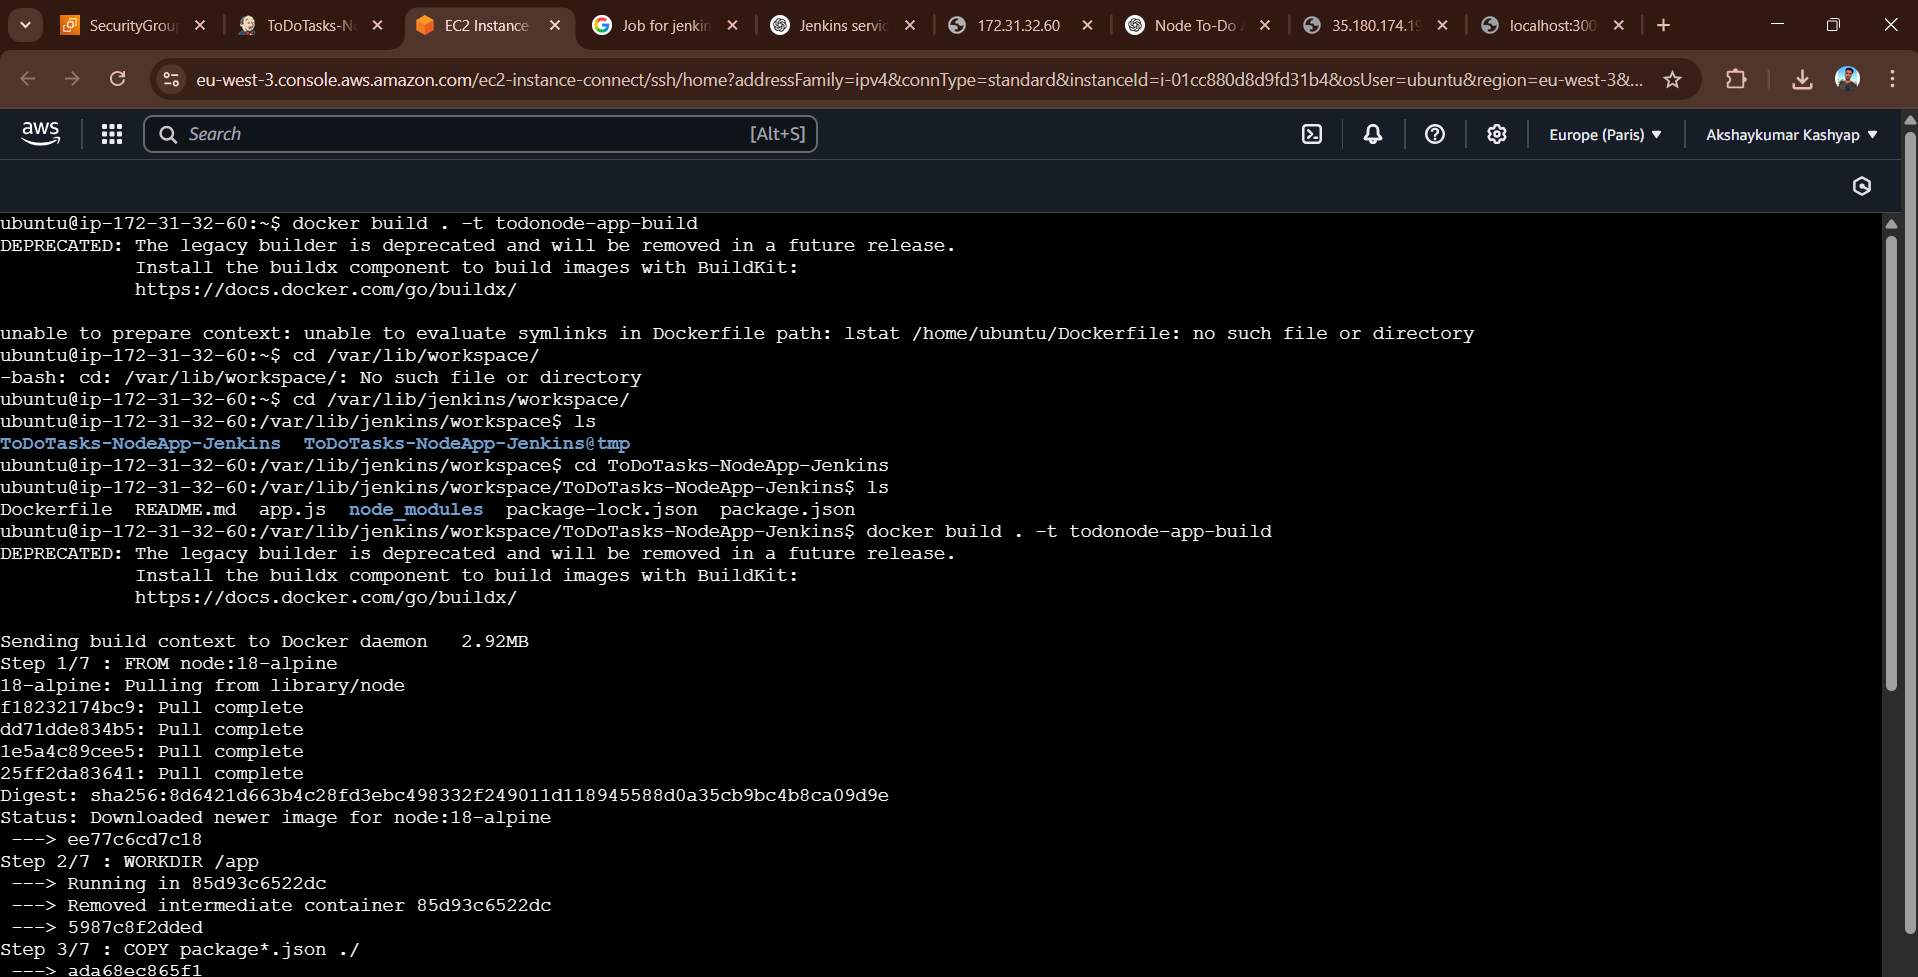 SecurityGroup
ToDoTasks-No
EC2 Instance
Job for jenkin
Jenkins servic
172.31.32.60
Node To-Do A
35.180.174.19
localhost:300
eu-west-3.console.aws.amazon.com/ec2-instance-connect/ssh/home?addressFamily=ipv4&connType=standard&instanceId=i-01cc880d8d9fd31b4&osUser=ubuntu&region=eu-west-3&...
aws
Search
[Alt+S]
Europe (Paris)
Akshaykumar Kashyap
ubuntu@ip-172-31-32-60:~$ docker build . -t todonode-app-build
DEPRECATED: The legacy builder is deprecated and will be removed in a future release.
            Install the buildx component to build images with BuildKit:
            https://docs.docker.com/go/buildx/

unable to prepare context: unable to evaluate symlinks in Dockerfile path: lstat /home/ubuntu/Dockerfile: no such file or directory
ubuntu@ip-172-31-32-60:~$ cd /var/lib/workspace/
-bash: cd: /var/lib/workspace/: No such file or directory
ubuntu@ip-172-31-32-60:~$ cd /var/lib/jenkins/workspace/
ubuntu@ip-172-31-32-60:/var/lib/jenkins/workspace$ ls
ToDoTasks-NodeApp-Jenkins  ToDoTasks-NodeApp-Jenkins@tmp
ubuntu@ip-172-31-32-60:/var/lib/jenkins/workspace$ cd ToDoTasks-NodeApp-Jenkins
ubuntu@ip-172-31-32-60:/var/lib/jenkins/workspace/ToDoTasks-NodeApp-Jenkins$ ls
Dockerfile  README.md  app.js  node_modules  package-lock.json  package.json
ubuntu@ip-172-31-32-60:/var/lib/jenkins/workspace/ToDoTasks-NodeApp-Jenkins$ docker build . -t todonode-app-build
DEPRECATED: The legacy builder is deprecated and will be removed in a future release.
            Install the buildx component to build images with BuildKit:
            https://docs.docker.com/go/buildx/

Sending build context to Docker daemon   2.92MB
Step 1/7 : FROM node:18-alpine
18-alpine: Pulling from library/node
f18232174bc9: Pull complete
dd71dde834b5: Pull complete
1e5a4c89cee5: Pull complete
25ff2da83641: Pull complete
Digest: sha256:8d6421d663b4c28fd3ebc498332f249011d118945588d0a35cb9bc4b8ca09d9e
Status: Downloaded newer image for node:18-alpine
 ---> ee77c6cd7c18
Step 2/7 : WORKDIR /app
 ---> Running in 85d93c6522dc
 ---> Removed intermediate container 85d93c6522dc
 ---> 5987c8f2dded
Step 3/7 : COPY package*.json ./
 ---> ada68ec865f1